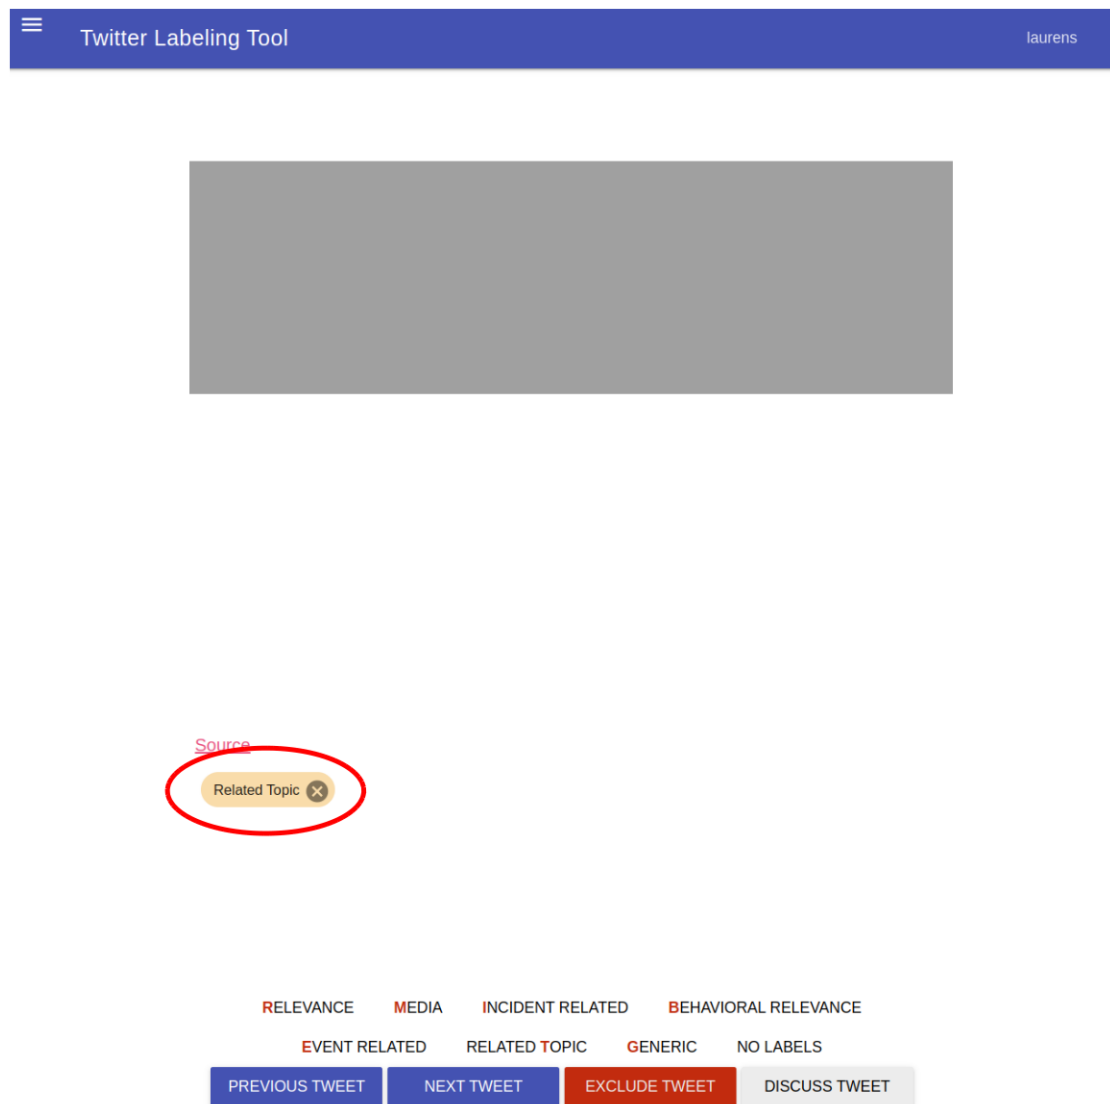 Twitter Labeling Tool laurens
Source
Related Topic
RELEVANCE MEDIA INCIDENT RELATED BEHAVIORAL RELEVANCE
EVENT RELATED RELATED TOPIC GENERIC NO LABELS
PREVIOUS TWEET NEXT TWEET EXCLUDE TWEET DISCUSS TWEET